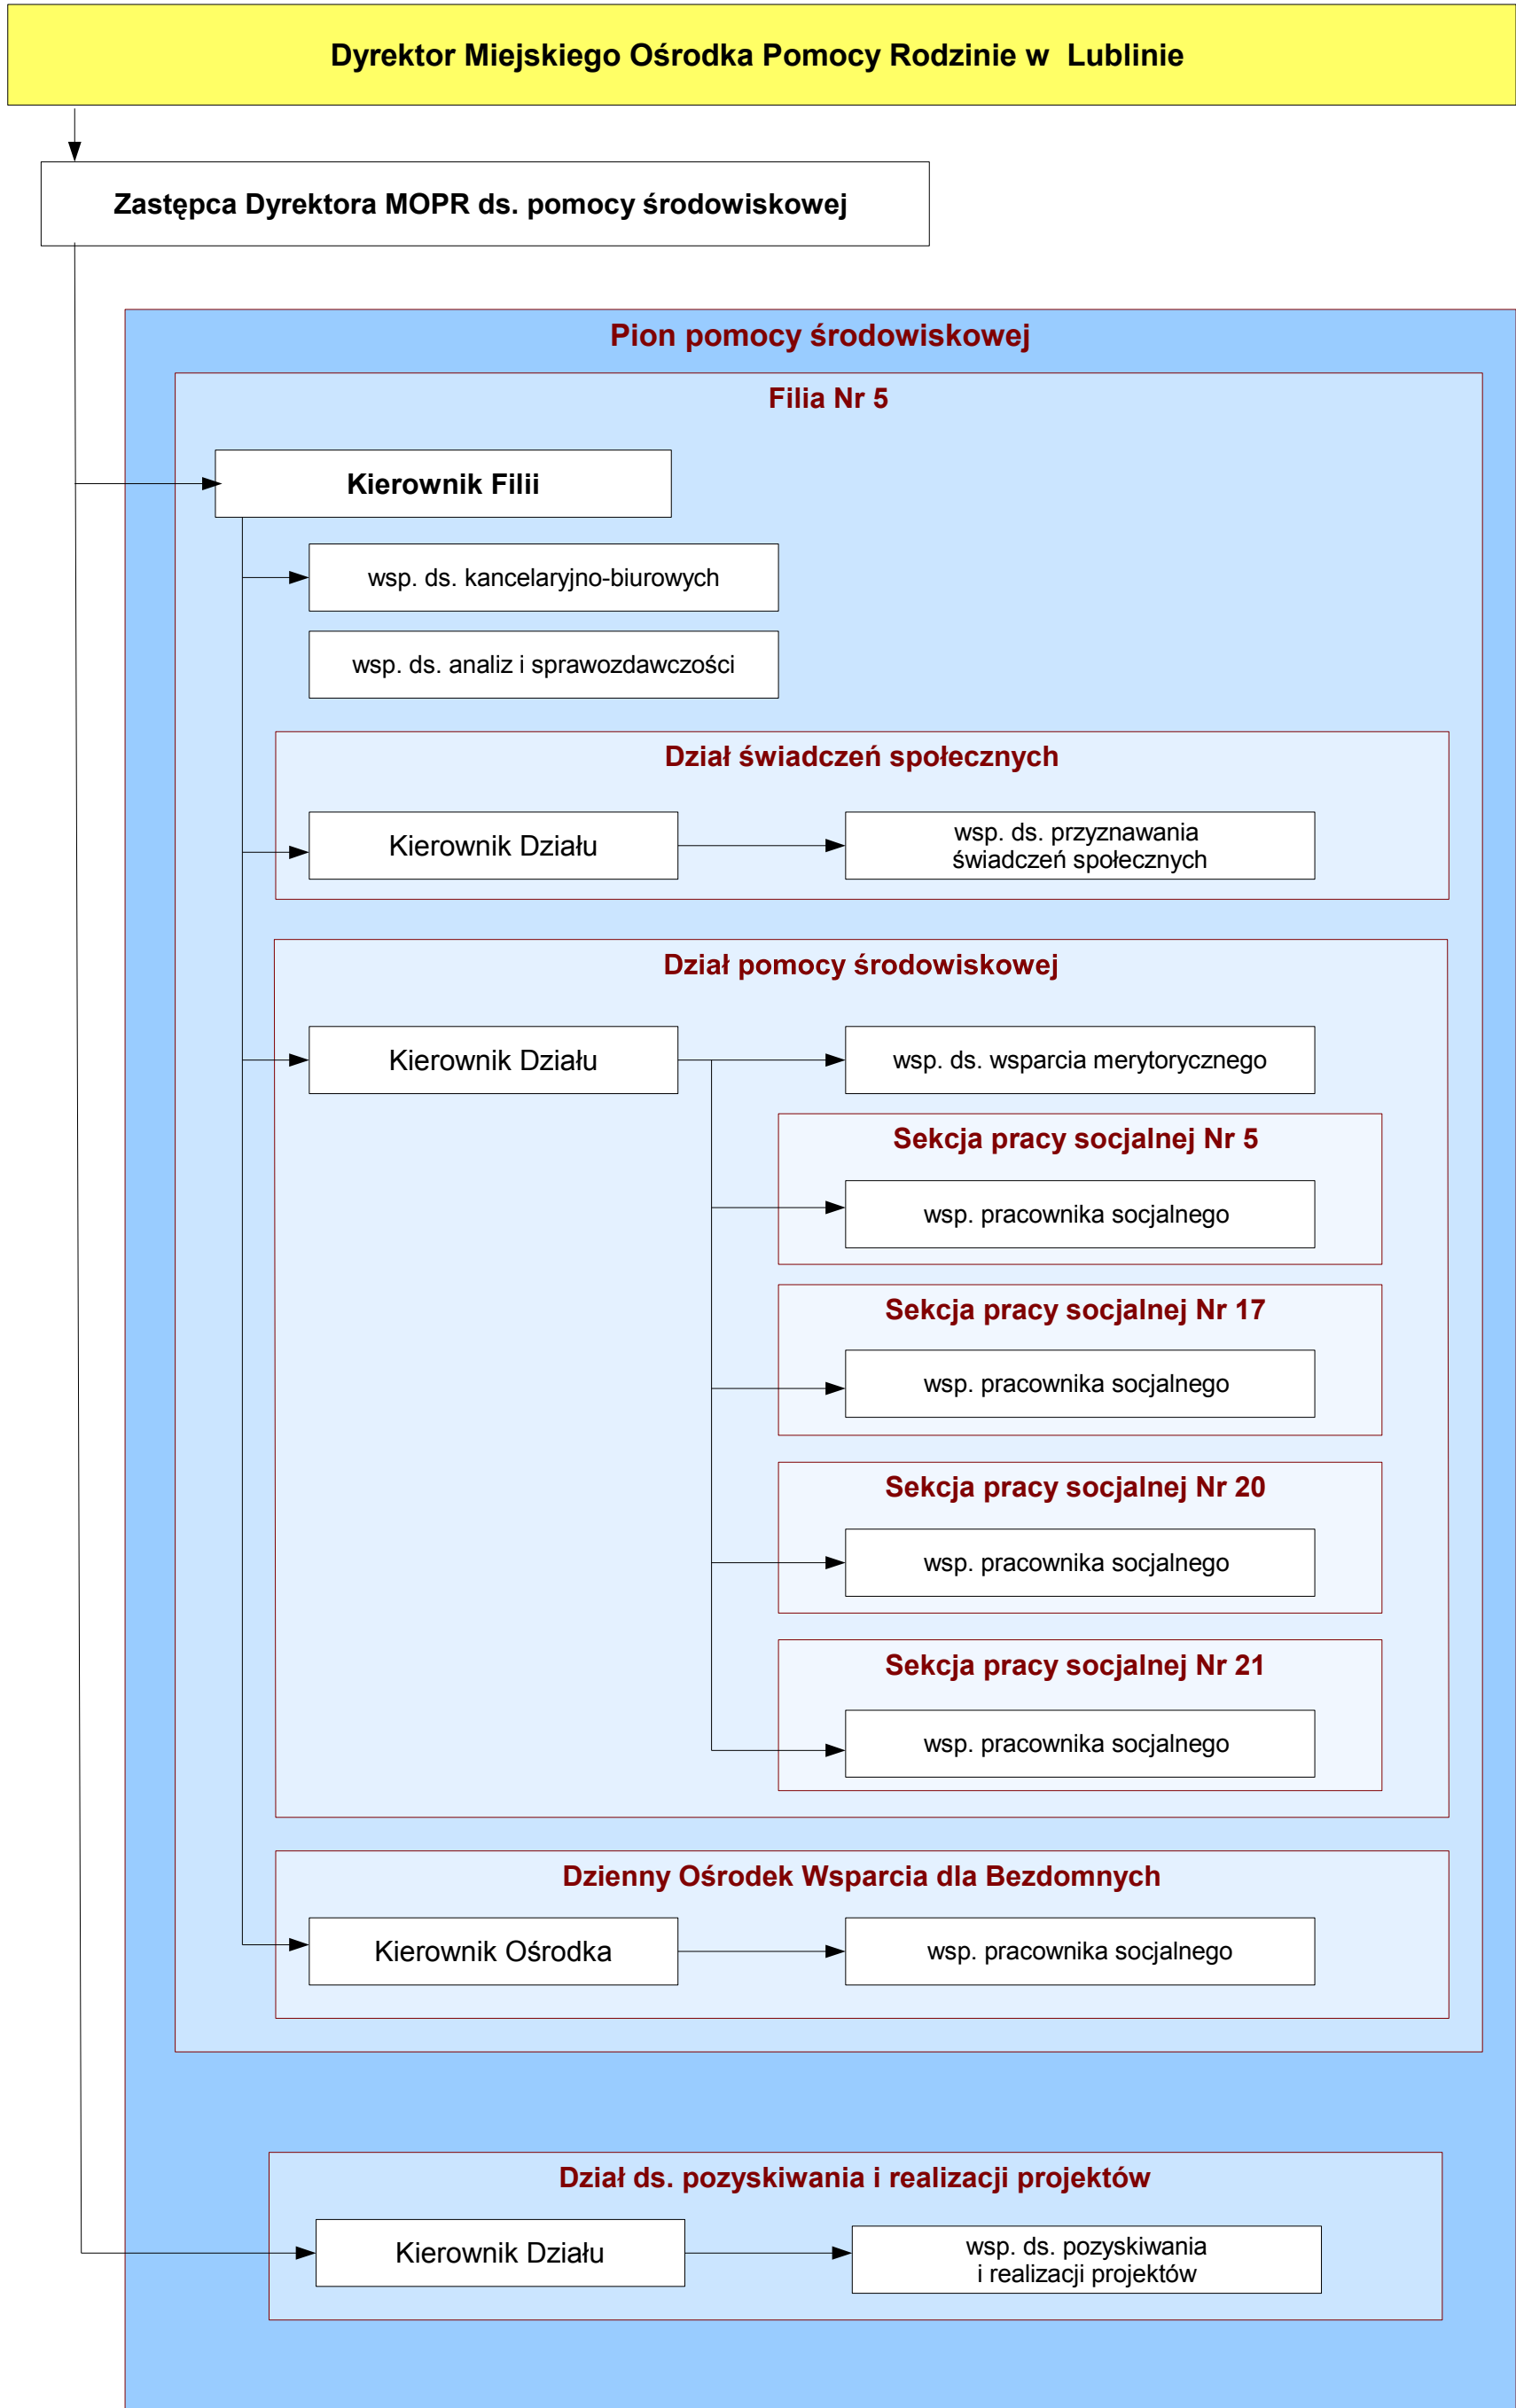 Dyrektor Miejskiego Ośrodka Pomocy Rodzinie w Lublinie
Zastępca Dyrektora MOPR ds. pomocy środowiskowej
Pion pomocy środowiskowej
Filia Nr 5
Kierownik Filii
wsp. ds. kancelaryjno-biurowych
wsp. ds. analiz i sprawozdawczości
Dział świadczeń społecznych
Kierownik Działu
wsp. ds. przyznawania
świadczeń społecznych
Dział pomocy środowiskowej
Kierownik Działu
wsp. ds. wsparcia merytorycznego
Sekcja pracy socjalnej Nr 5
wsp. pracownika socjalnego
Sekcja pracy socjalnej Nr 17
wsp. pracownika socjalnego
Sekcja pracy socjalnej Nr 20
wsp. pracownika socjalnego
Sekcja pracy socjalnej Nr 21
wsp. pracownika socjalnego
Dzienny Ośrodek Wsparcia dla Bezdomnych
Kierownik Ośrodka
wsp. pracownika socjalnego
Dział ds. pozyskiwania i realizacji projektów
Kierownik Działu
wsp. ds. pozyskiwania
i realizacji projektów